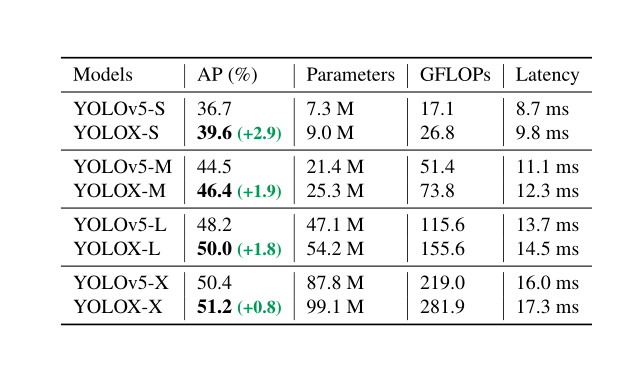 Models AP (%) Parameters GFLOPs Latency
YOLOv5-S 36.7 7.3 M 17.1 8.7 ms
YOLOX-S 39.6 (+2.9) 9.0 M 26.8 9.8 ms
YOLOv5-M 44.5 21.4 M 51.4 11.1 ms
YOLOX-M 46.4 (+1.9) 25.3 M 73.8 12.3 ms
YOLOv5-L 48.2 47.1 M 115.6 13.7 ms
YOLOX-L 50.0 (+1.8) 54.2 M 155.6 14.5 ms
YOLOv5-X 50.4 87.8 M 219.0 16.0 ms
YOLOX-X 51.2 (+0.8) 99.1 M 281.9 17.3 ms